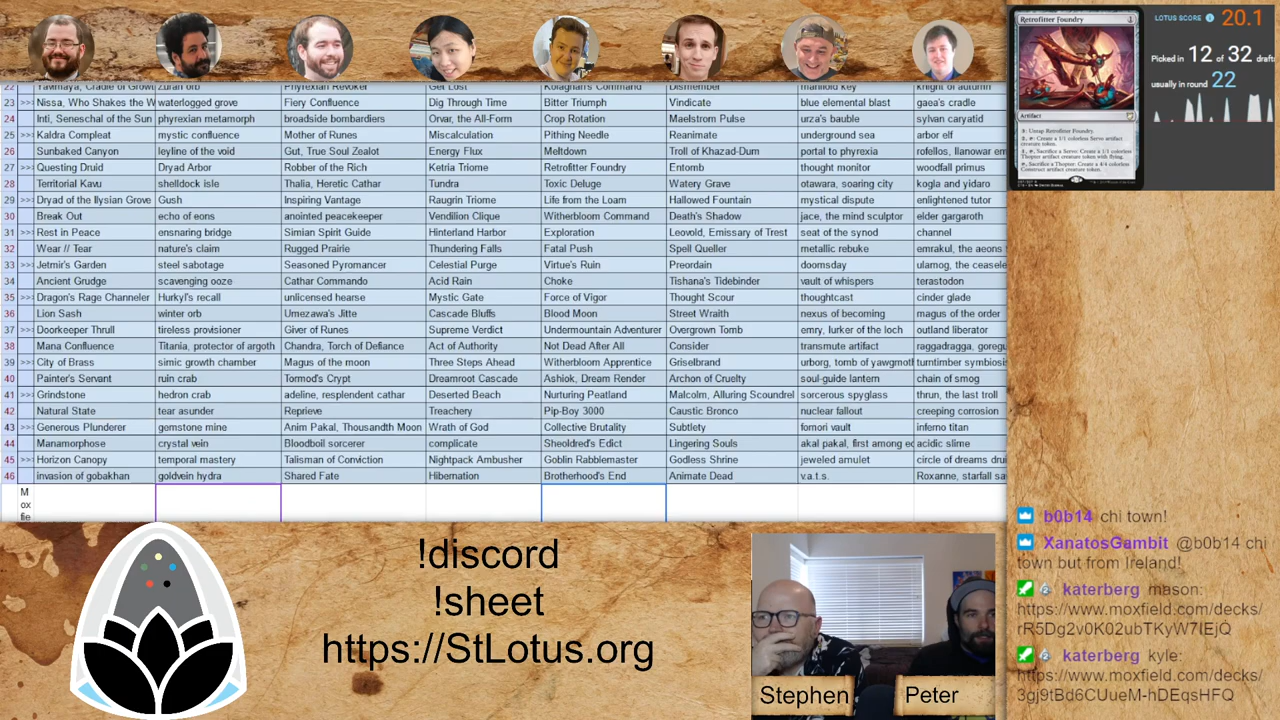 Retrofitter Foundry 1
LOTUS SCORE 20.1
Picked in 12 of 32 drafts
usually in round 22
Artifact
22 Yavimaya, Cradle of Growt Zuran orb Phyrexian Revoker Get Lost Kolaghan's Command Dismember manifold key knight of autumn
23 >>> Nissa, Who Shakes the W waterlogged grove Fiery Confluence Dig Through Time Bitter Triumph Vindicate blue elemental blast gaea's cradle
24 Inti, Seneschal of the Sun phyrexian metamorph broadside bombardiers Orvar, the All-Form Crop Rotation Maelstrom Pulse urza's bauble sylvan caryatid
25 >>> Kaldra Compleat mystic confluence Mother of Runes Miscalculation Pithing Needle Reanimate underground sea arbor elf
26 Sunbaked Canyon leyline of the void Gut, True Soul Zealot Energy Flux Meltdown Troll of Khazad-Dum portal to phyrexia rofellos, llanowar em
27 >>> Questing Druid Dryad Arbor Robber of the Rich Ketria Triome Retrofitter Foundry Entomb thought monitor woodfall primus
28 Territorial Kavu shelldock isle Thalia, Heretic Cathar Tundra Toxic Deluge Watery Grave otawara, soaring city kogla and yidaro
29 >>> Dryad of the Ilysian Grove Gush Inspiring Vantage Raugrin Triome Life from the Loam Hallowed Fountain mystical dispute enlightened tutor
30 Break Out echo of eons anointed peacekeeper Vendilion Clique Witherbloom Command Death's Shadow jace, the mind sculptor elder gargaroth
31 >>> Rest in Peace ensnaring bridge Simian Spirit Guide Hinterland Harbor Exploration Leovold, Emissary of Trest seat of the synod channel
32 Wear // Tear nature's claim Rugged Prairie Thundering Falls Fatal Push Spell Queller metallic rebuke emrakul, the aeons
33 >>> Jetmir's Garden steel sabotage Seasoned Pyromancer Celestial Purge Virtue's Ruin Preordain doomsday ulamog, the ceasele
34 Ancient Grudge scavenging ooze Cathar Commando Acid Rain Choke Tishana's Tidebinder vault of whispers terastodon
35 >>> Dragon's Rage Channeler Hurkyl's recall unlicensed hearse Mystic Gate Force of Vigor Thought Scour thoughtcast cinder glade
36 Lion Sash winter orb Umezawa's Jitte Cascade Bluffs Blood Moon Street Wraith nexus of becoming magus of the order
37 >>> Doorkeeper Thrull tireless provisioner Giver of Runes Supreme Verdict Undermountain Adventurer Overgrown Tomb emry, lurker of the loch outland liberator
38 Mana Confluence Titania, protector of argoth Chandra, Torch of Defiance Act of Authority Not Dead After All Consider transmute artifact raggadragga, goregu
39 >>> City of Brass simic growth chamber Magus of the moon Three Steps Ahead Witherbloom Apprentice Griselbrand urborg, tomb of yawgmoth turntimber symbiosis
40 Painter's Servant ruin crab Tormod's Crypt Dreamroot Cascade Ashiok, Dream Render Archon of Cruelty soul-guide lantern chain of smog
41 >>> Grindstone hedron crab adeline, resplendent cathar Deserted Beach Nurturing Peatland Malcolm, Alluring Scoundrel sorcerous spyglass thrun, the last troll
42 Natural State tear asunder Reprieve Treachery Pip-Boy 3000 Caustic Bronco nuclear fallout creeping corrosion
43 >>> Generous Plunderer gemstone mine Anim Pakal, Thousandth Moon Wrath of God Collective Brutality Subtlety fomori vault inferno titan
44 Manamorphose crystal vein Bloodboil sorcerer complicate Sheoldred's Edict Lingering Souls akal pakal, first among eq acidic slime
45 >>> Horizon Canopy temporal mastery Talisman of Conviction Nightpack Ambusher Goblin Rabblemaster Godless Shrine jeweled amulet circle of dreams drui
46 invasion of gobakhan goldvein hydra Shared Fate Hibernation Brotherhood's End Animate Dead v.a.t.s. Roxanne, starfall sa
M
ox
fie
!discord
!sheet
https://StLotus.org
Stephen
Peter
b0b14 chi town!
XanatosGambit @b0b14 chi
town but from Ireland!
katerberg mason:
https://www.moxfield.com/decks/
rR5Dg2v0K02ubTKyW7IEjQ
katerberg kyle:
https://www.moxfield.com/decks/
3gj9tBd6CUueM-hDEqsHFQ